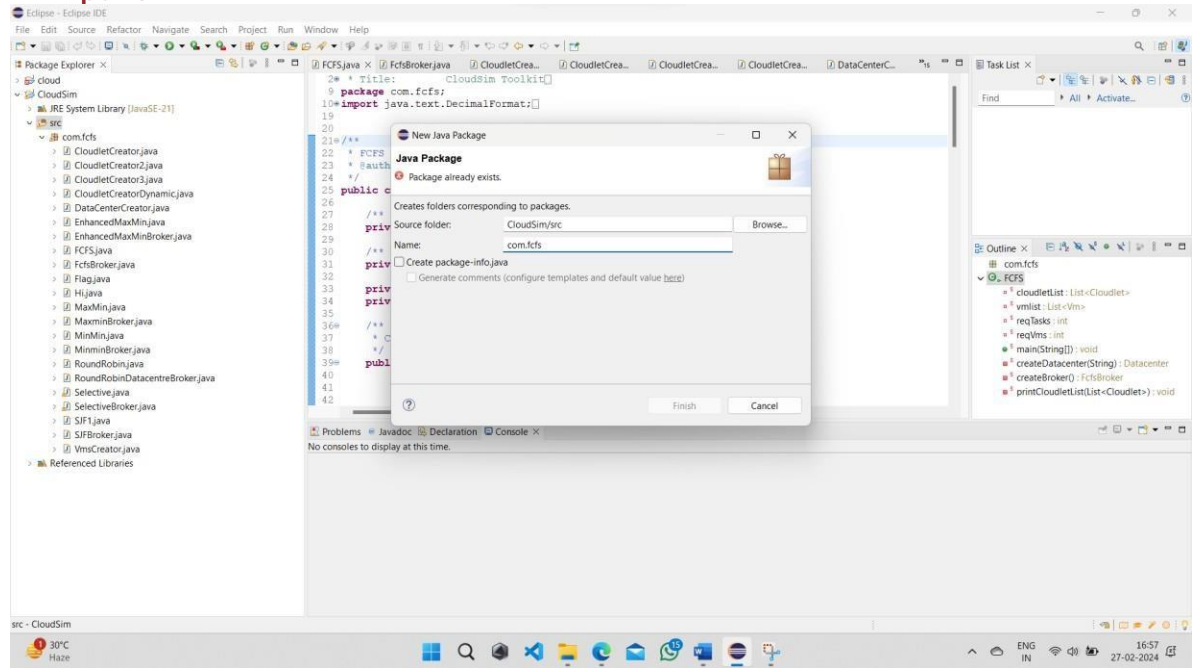 Eclipse - Eclipse IDE
File Edit Source Refactor Navigate Search Project Run Window Help
Package Explorer ×
cloud
CloudSim
JRE System Library [JavaSE-21]
src
com.fcfs
CloudletCreator.java
CloudletCreator2.java
CloudletCreator3.java
CloudletCreatorDynamic.java
DataCenterCreator.java
EnhancedMaxMin.java
EnhancedMaxMinBroker.java
FCFS.java
FcfsBroker.java
Flag.java
Hi.java
MaxMin.java
MaxminBroker.java
MinMin.java
MinminBroker.java
RoundRobin.java
RoundRobinDatacentreBroker.java
Selective.java
SelectiveBroker.java
SJF1.java
SJFBroker.java
VmsCreator.java
Referenced Libraries
FCFS.java × FcfsBroker.java CloudletCrea... CloudletCrea... CloudletCrea... CloudletCrea... DataCenterC... »15
2 * Title: CloudSim Toolkit
9 package com.fcfs;
10 import java.text.DecimalFormat;
19
20
21 /**
22 * FCFS
23 * @auth
24 */
25 public c
26
27 /**
28 priv
29
30 /**
31 priv
32
33 priv
34 priv
35
36 /**
37 * C
38 */
39 publ
40
41
42
New Java Package
Java Package
Package already exists.
Creates folders corresponding to packages.
Source folder: CloudSim/src Browse...
Name: com.fcfs
Create package-info.java
Generate comments (configure templates and default value here)
Finish Cancel
Problems Javadoc Declaration Console ×
No consoles to display at this time.
Task List ×
Find All Activate...
Outline ×
com.fcfs
FCFS
cloudletList : List<Cloudlet>
vmlist : List<Vm>
reqTasks : int
reqVms : int
main(String[]) : void
createDatacenter(String) : Datacenter
createBroker() : FcfsBroker
printCloudletList(List<Cloudlet>) : void
src - CloudSim
30°C
Haze
ENG
IN
16:57
27-02-2024